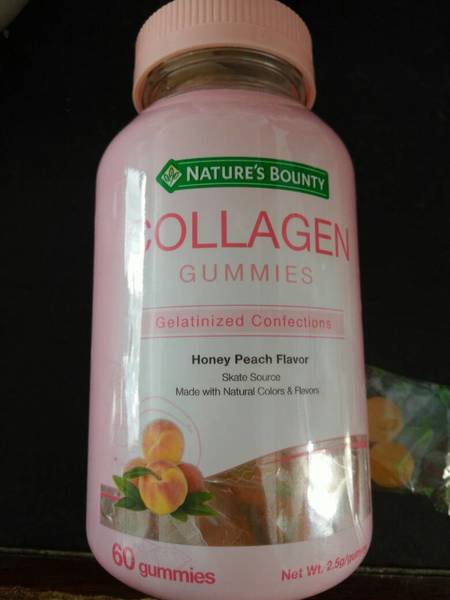 NATURE'S BOUNTY
COLLAGEN
GUMMIES
Gelatinized Confections
Honey Peach Flavor
Skate Source
Made with Natural Colors & Flavors
60 gummies
Net Wt. 2.5g/